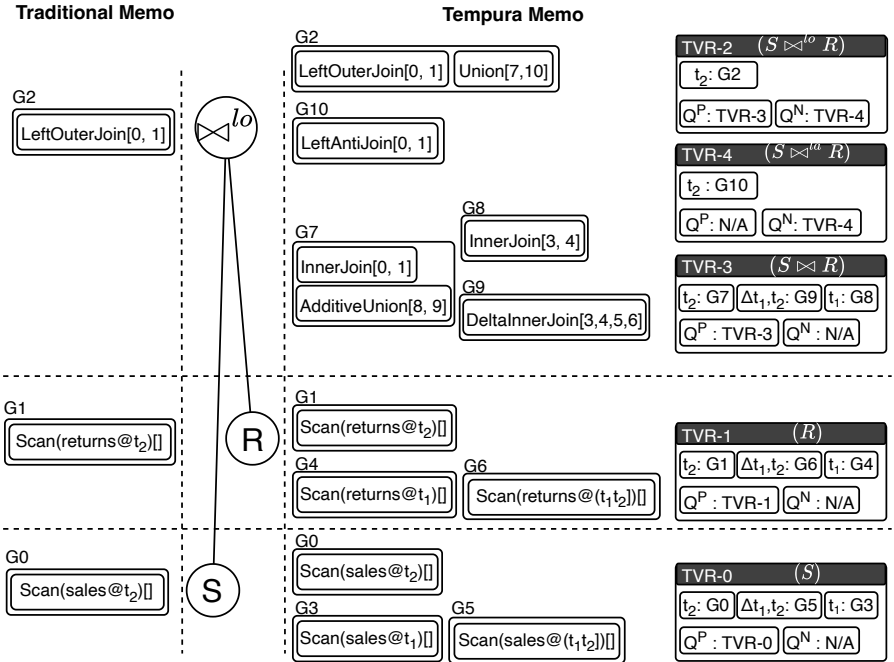 Traditional Memo
Tempura Memo
G2
LeftOuterJoin[0, 1]
⋈lo
G2
LeftOuterJoin[0, 1] Union[7,10]
G10
LeftAntiJoin[0, 1]
G7
InnerJoin[0, 1]
AdditiveUnion[8, 9]
G8
InnerJoin[3, 4]
G9
DeltaInnerJoin[3,4,5,6]
TVR-2 (S ⋈lo R)
t2: G2
QP: TVR-3 QN: TVR-4
TVR-4 (S ⋈la R)
t2 : G10
QP: N/A QN: TVR-4
TVR-3 (S ⋈ R)
t2: G7 Δt1,t2: G9 t1: G8
QP : TVR-3 QN : N/A
G1
Scan(returns@t2)[]
R
G1
Scan(returns@t2)[]
G4
Scan(returns@t1)[]
G6
Scan(returns@(t1t2])[]
TVR-1 (R)
t2: G1 Δt1,t2: G6 t1: G4
QP : TVR-1 QN : N/A
G0
Scan(sales@t2)[]
S
G0
Scan(sales@t2)[]
G3
Scan(sales@t1)[]
G5
Scan(sales@(t1t2])[]
TVR-0 (S)
t2: G0 Δt1,t2: G5 t1: G3
QP : TVR-0 QN : N/A